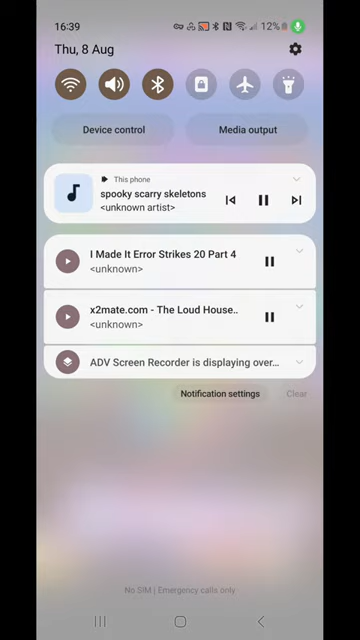 16:39
12%
Thu, 8 Aug
Device control
Media output
This phone
spooky scarry skeletons
<unknown artist>
I Made It Error Strikes 20 Part 4
<unknown>
x2mate.com - The Loud House..
<unknown>
ADV Screen Recorder is displaying over...
Notification settings
Clear
No SIM | Emergency calls only